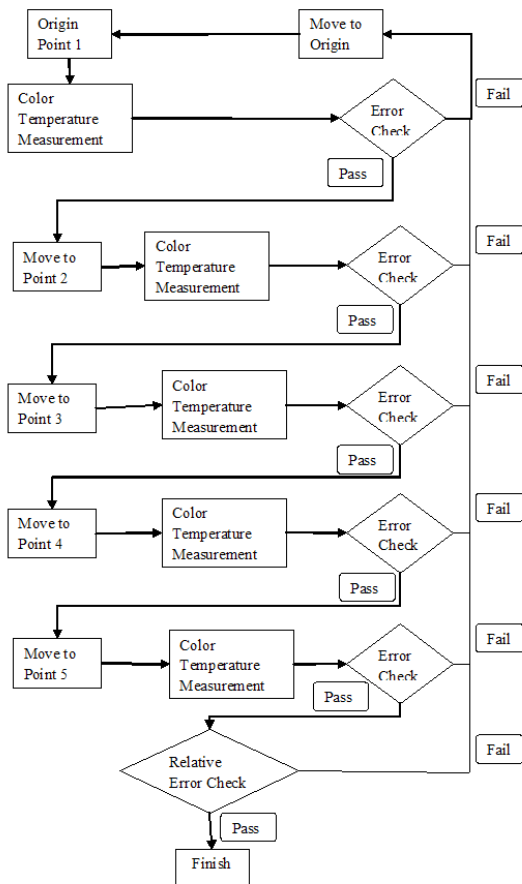 Origin
Point 1
Move to
Origin
Color
Temperature
Measurement
Error
Check
Fail
Pass
Move to
Point 2
Color
Temperature
Measurement
Error
Check
Fail
Pass
Move to
Point 3
Color
Temperature
Measurement
Error
Check
Fail
Pass
Move to
Point 4
Color
Temperature
Measurement
Error
Check
Fail
Pass
Move to
Point 5
Color
Temperature
Measurement
Error
Check
Fail
Pass
Relative
Error Check
Fail
Pass
Finish